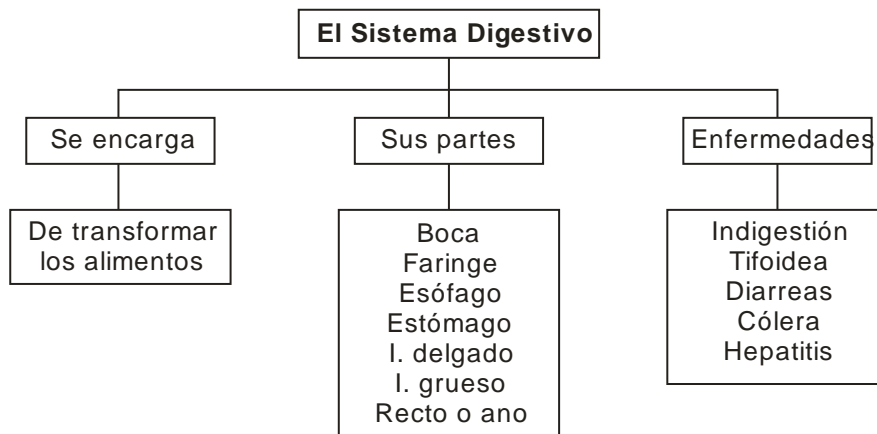 El Sistema Digestivo
Se encarga
Sus partes
Enfermedades
De transformar
los alimentos
Boca
Faringe
Esófago
Estómago
I. delgado
I. grueso
Recto o ano
Indigestión
Tifoidea
Diarreas
Cólera
Hepatitis